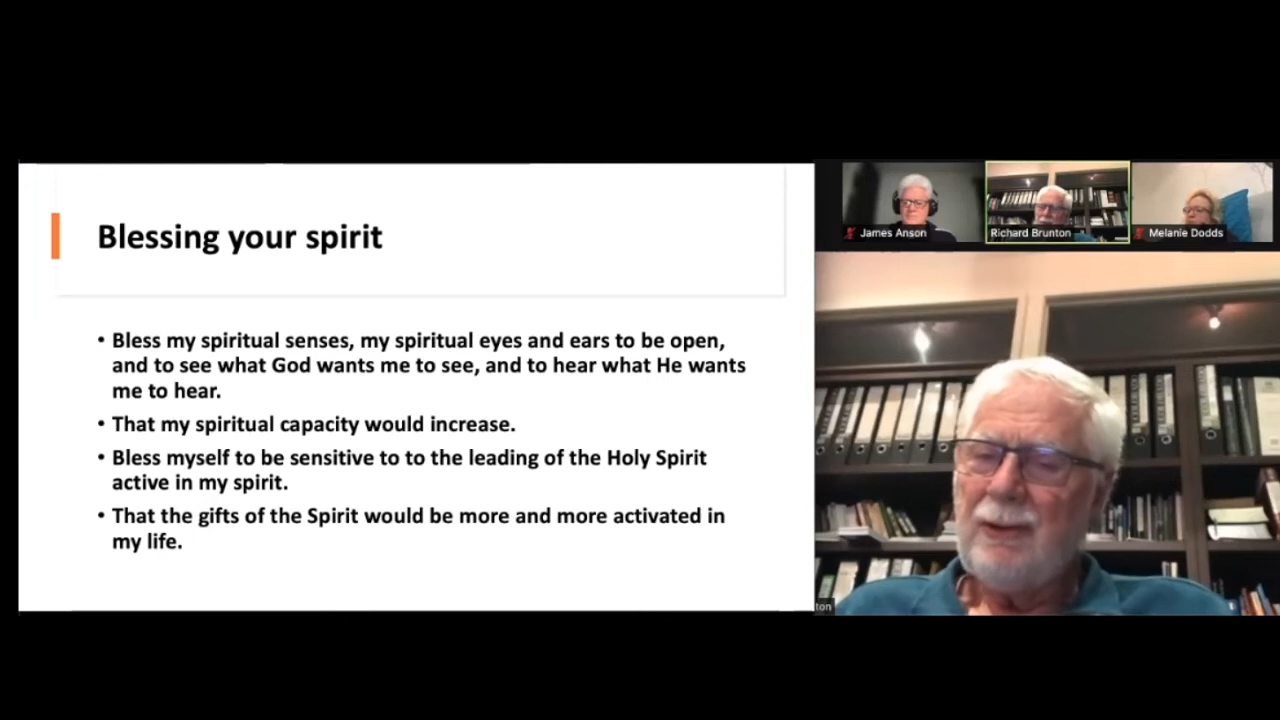 Blessing your spirit
• Bless my spiritual senses, my spiritual eyes and ears to be open,
and to see what God wants me to see, and to hear what He wants
me to hear.
• That my spiritual capacity would increase.
• Bless myself to be sensitive to to the leading of the Holy Spirit
active in my spirit.
• That the gifts of the Spirit would be more and more activated in
my life.
James Anson
Richard Brunton
Melanie Dodds
ton